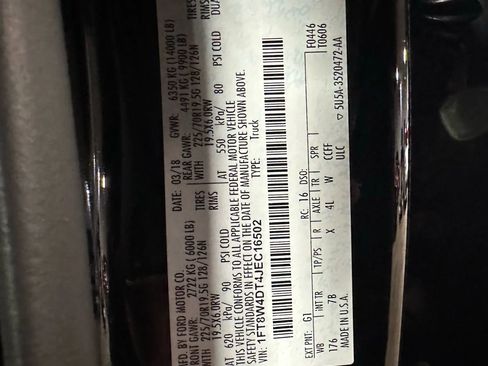 MFD. BY FORD MOTOR CO.
DATE: 03/18 GVWR: 6350 KG (14000 LB)
FRONT GAWR: 2722 KG (6000 LB) REAR GAWR: 4491 KG (9900 LB)
225/70R19.5G 128/126N TIRES WITH 225/70R19.5G 128/126N TIRES
19.5X6.0RW RIMS 19.5X6.0RW RIMS
AT 620 kPa/ 90 PSI COLD AT 550 kPa/ 80 PSI COLD DUAL
THIS VEHICLE CONFORMS TO ALL APPLICABLE FEDERAL MOTOR VEHICLE
SAFETY STANDARDS IN EFFECT ON THE DATE OF MANUFACTURE SHOWN ABOVE.
VIN: 1FT8W4DT4JEC16502 TYPE: Truck
F0446
T0606
EXT PNT: G1 RC: 16 DSO:
WB INT TR TP/PS R AXLE TR SPR
176 7B X 4L W CCFF
U.S.A. ULC ▽ 5U5A-3520472-AA